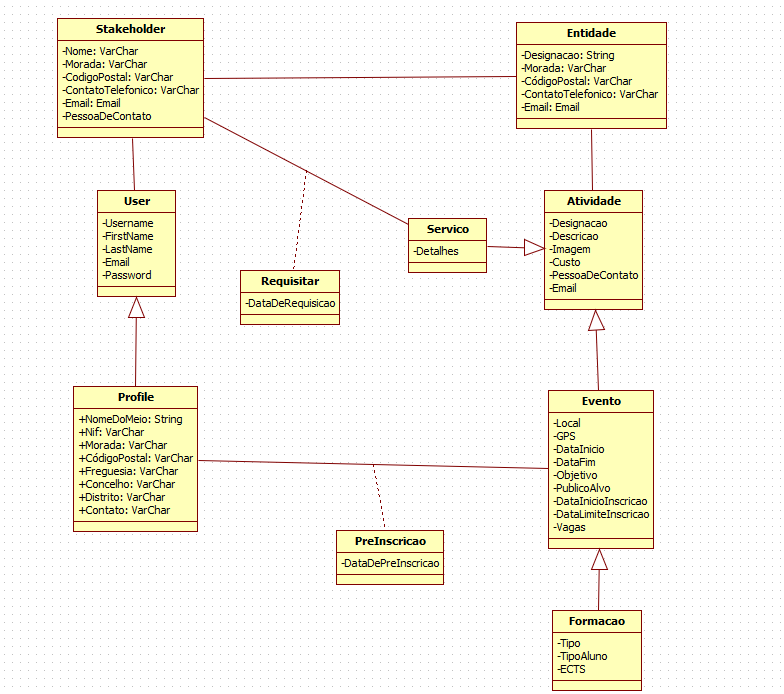 Stakeholder
-Nome: VarChar
-Morada: VarChar
-CodigoPostal: VarChar
-ContatoTelefonico: VarChar
-Email: Email
-PessoaDeContato
Entidade
-Designacao: String
-Morada: VarChar
-CódigoPostal: VarChar
-ContatoTelefonico: VarChar
-Email: Email
User
-Username
-FirstName
-LastName
-Email
-Password
Servico
-Detalhes
Atividade
-Designacao
-Descricao
-Imagem
-Custo
-PessoaDeContato
-Email
Requisitar
-DataDeRequisicao
Profile
+NomeDoMeio: String
+Nif: VarChar
+Morada: VarChar
+CódigoPostal: VarChar
+Freguesia: VarChar
+Concelho: VarChar
+Distrito: VarChar
+Contato: VarChar
Evento
-Local
-GPS
-DataInicio
-DataFim
-Objetivo
-PublicoAlvo
-DataInicioInscricao
-DataLimiteInscricao
-Vagas
PreInscricao
-DataDePreInscricao
Formacao
-Tipo
-TipoAluno
-ECTS